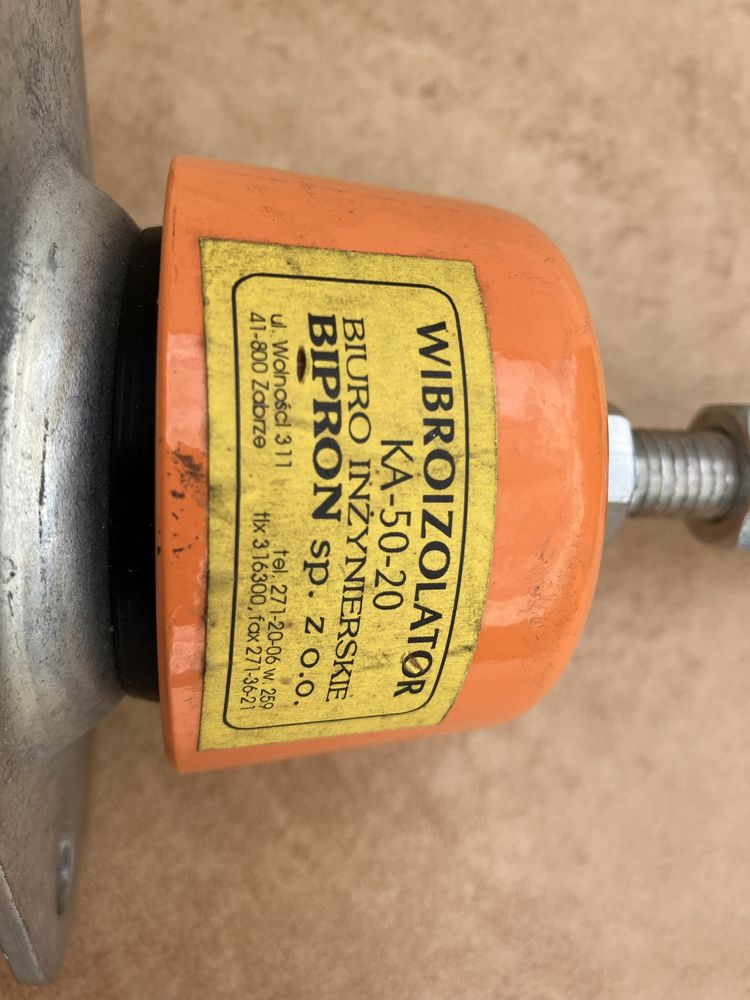 WIBROIZOLATOR
KA-50-20
BIURO INŻYNIERSKIE
BIPRON sp. z o.o.
ul. Wolności 311 tel. 271-20-06 w. 259
41-800 Zabrze tlx 316300, fax 271-36-21